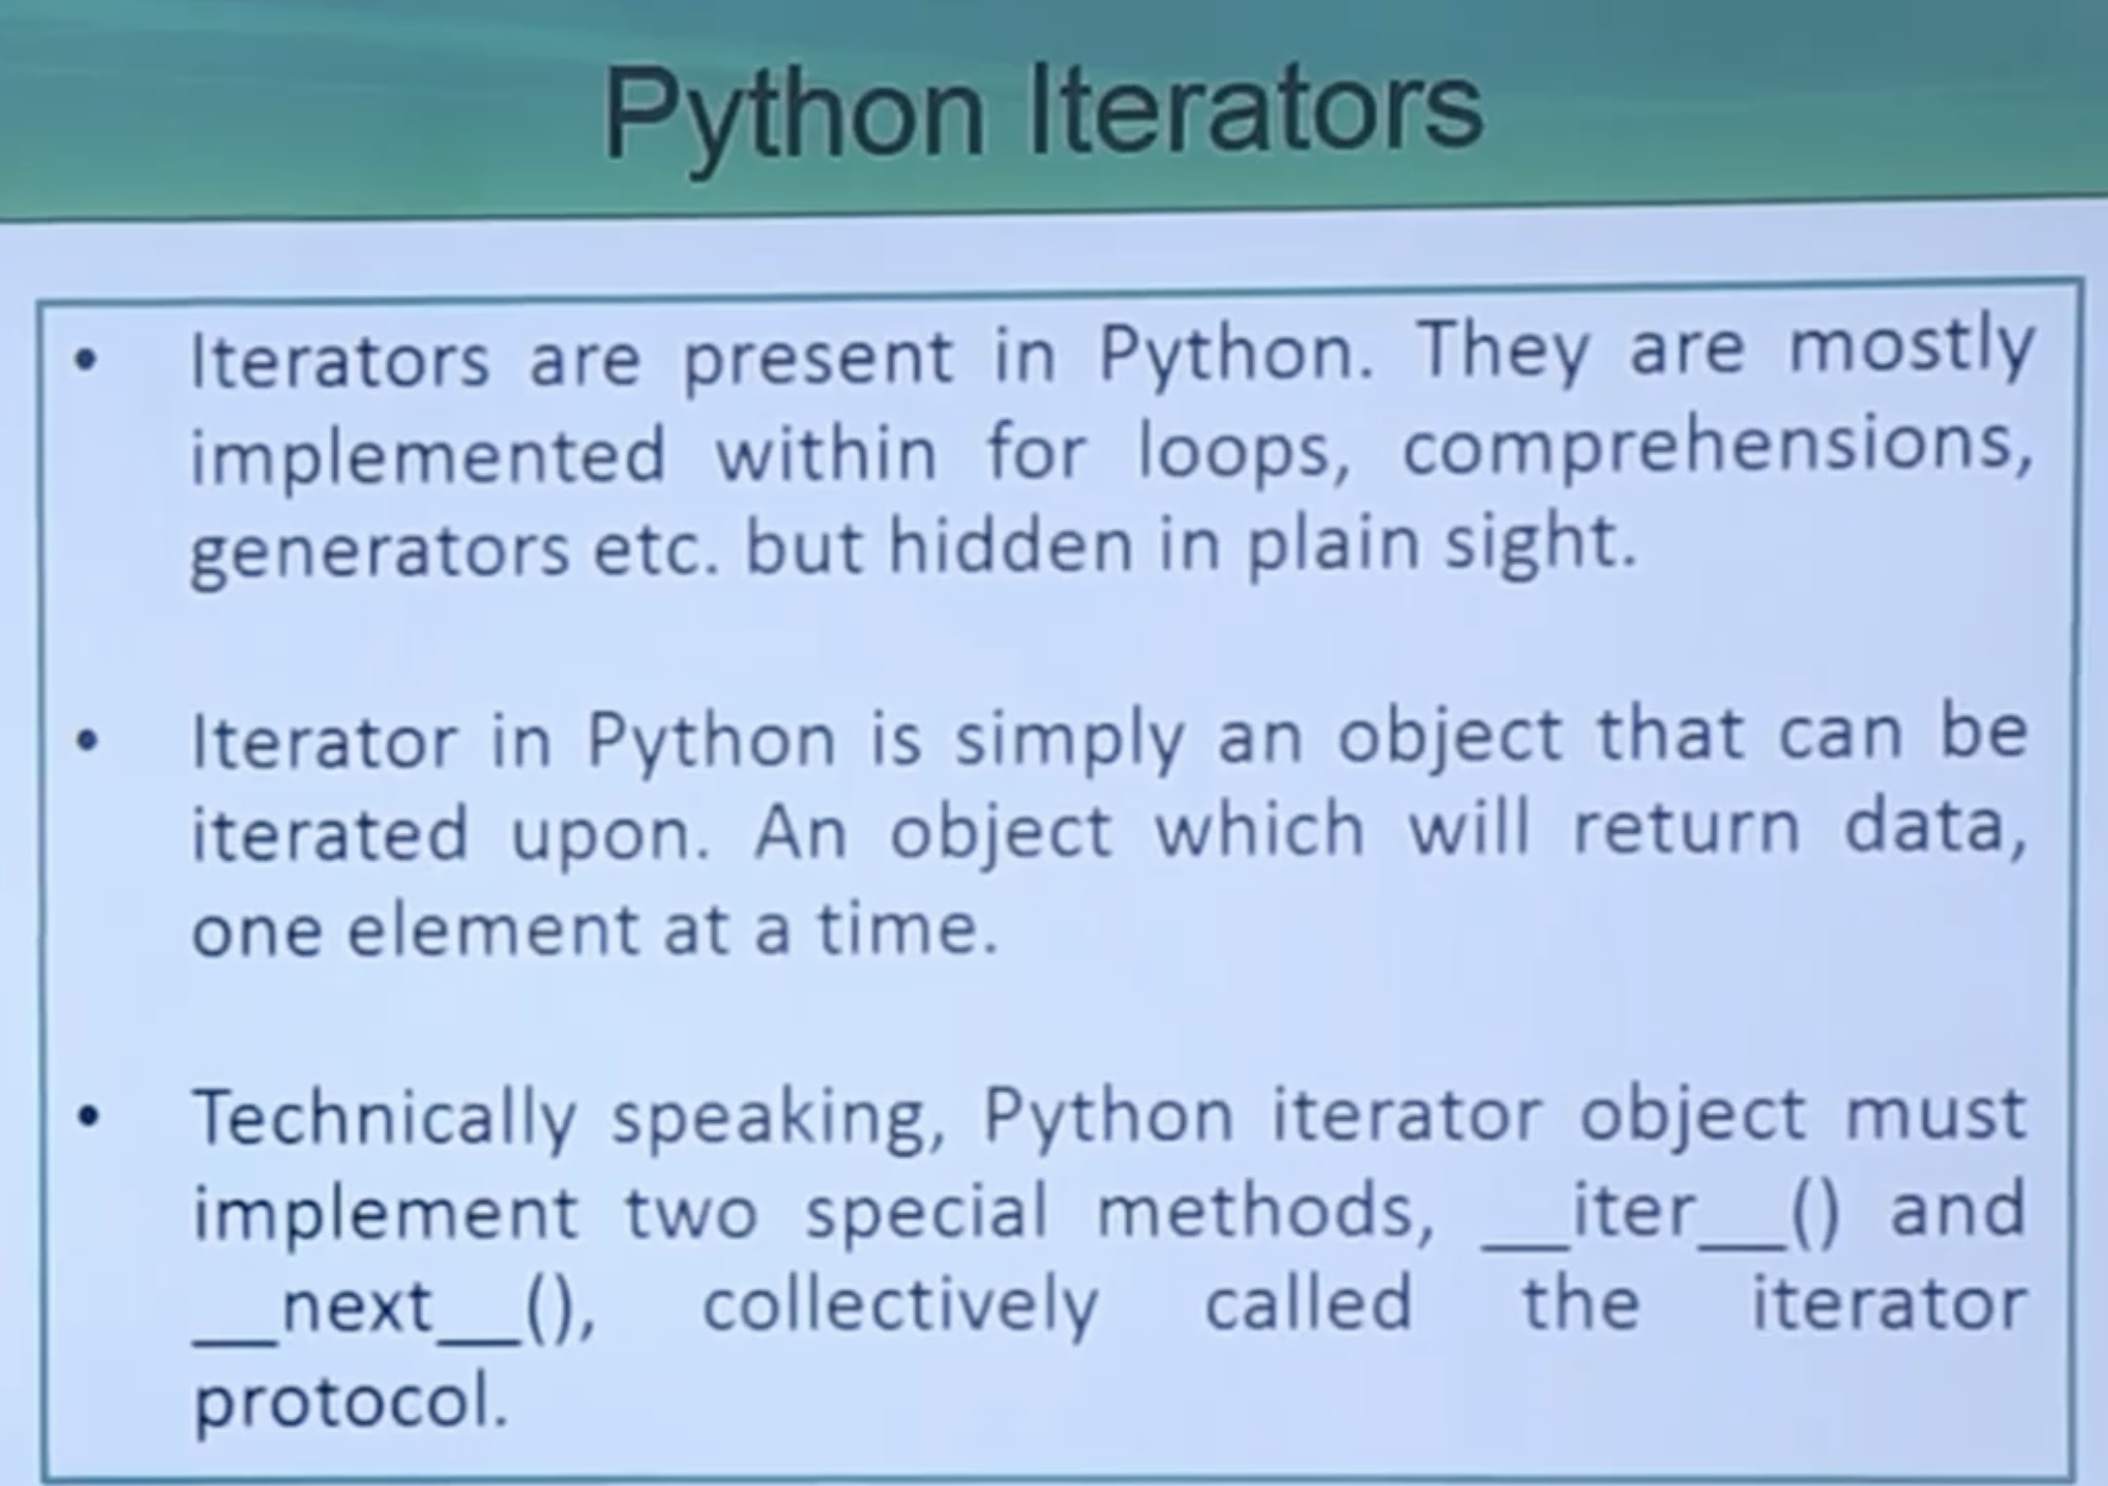 Python Iterators
• Iterators are present in Python. They are mostly
implemented within for loops, comprehensions,
generators etc. but hidden in plain sight.
• Iterator in Python is simply an object that can be
iterated upon. An object which will return data,
one element at a time.
• Technically speaking, Python iterator object must
implement two special methods, __iter__() and
__next__(), collectively called the iterator
protocol.